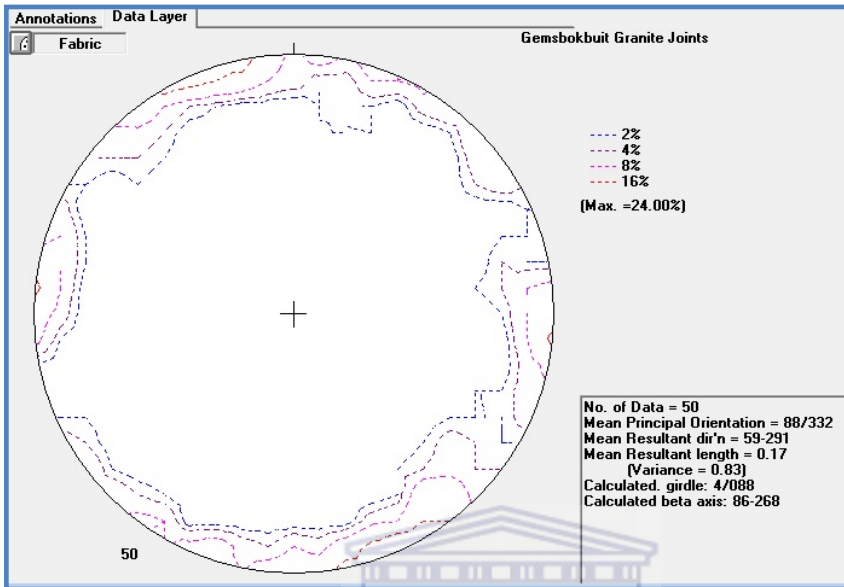 Annotations Data Layer
Fabric
Gemsbokbuit Granite Joints
2%
4%
8%
16%
(Max. =24.00%)
No. of Data = 50
Mean Principal Orientation = 88/332
Mean Resultant dir'n = 59-291
Mean Resultant length = 0.17
(Variance = 0.83)
Calculated. girdle: 4/088
Calculated beta axis: 86-268
50